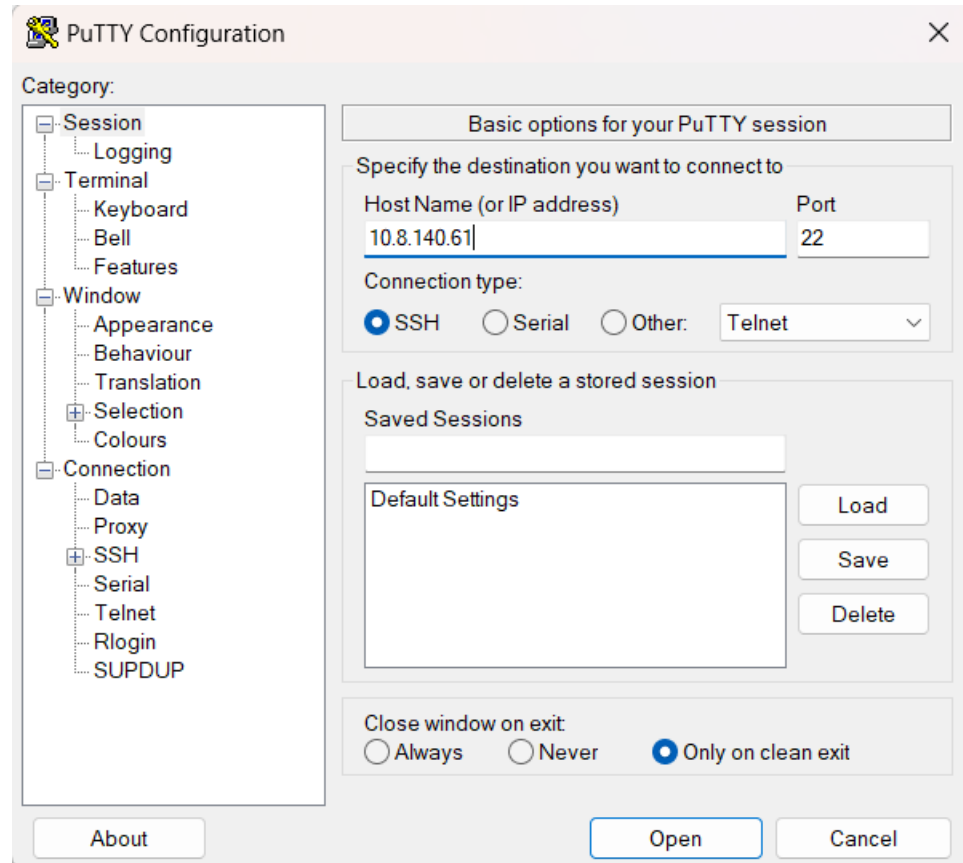 PuTTY Configuration
Category:
Session
Logging
Terminal
Keyboard
Bell
Features
Window
Appearance
Behaviour
Translation
Selection
Colours
Connection
Data
Proxy
SSH
Serial
Telnet
Rlogin
SUPDUP
Basic options for your PuTTY session
Specify the destination you want to connect to
Host Name (or IP address) Port
10.8.140.61 22
Connection type:
SSH Serial Other: Telnet
Load, save or delete a stored session
Saved Sessions
Default Settings
Load
Save
Delete
Close window on exit:
Always Never Only on clean exit
About Open Cancel